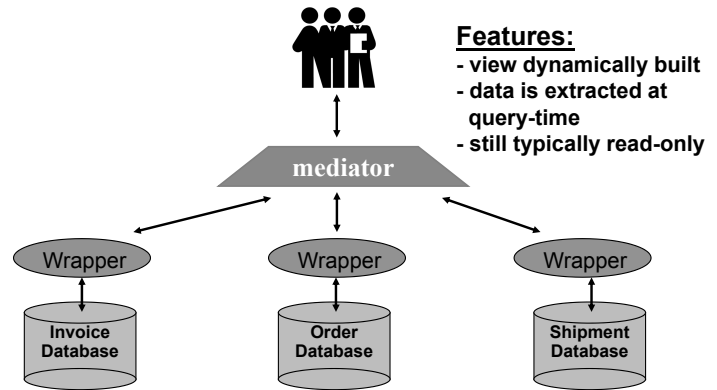 Features:
- view dynamically built
- data is extracted at
query-time
- still typically read-only
mediator
Wrapper
Wrapper
Wrapper
Invoice
Database
Order
Database
Shipment
Database